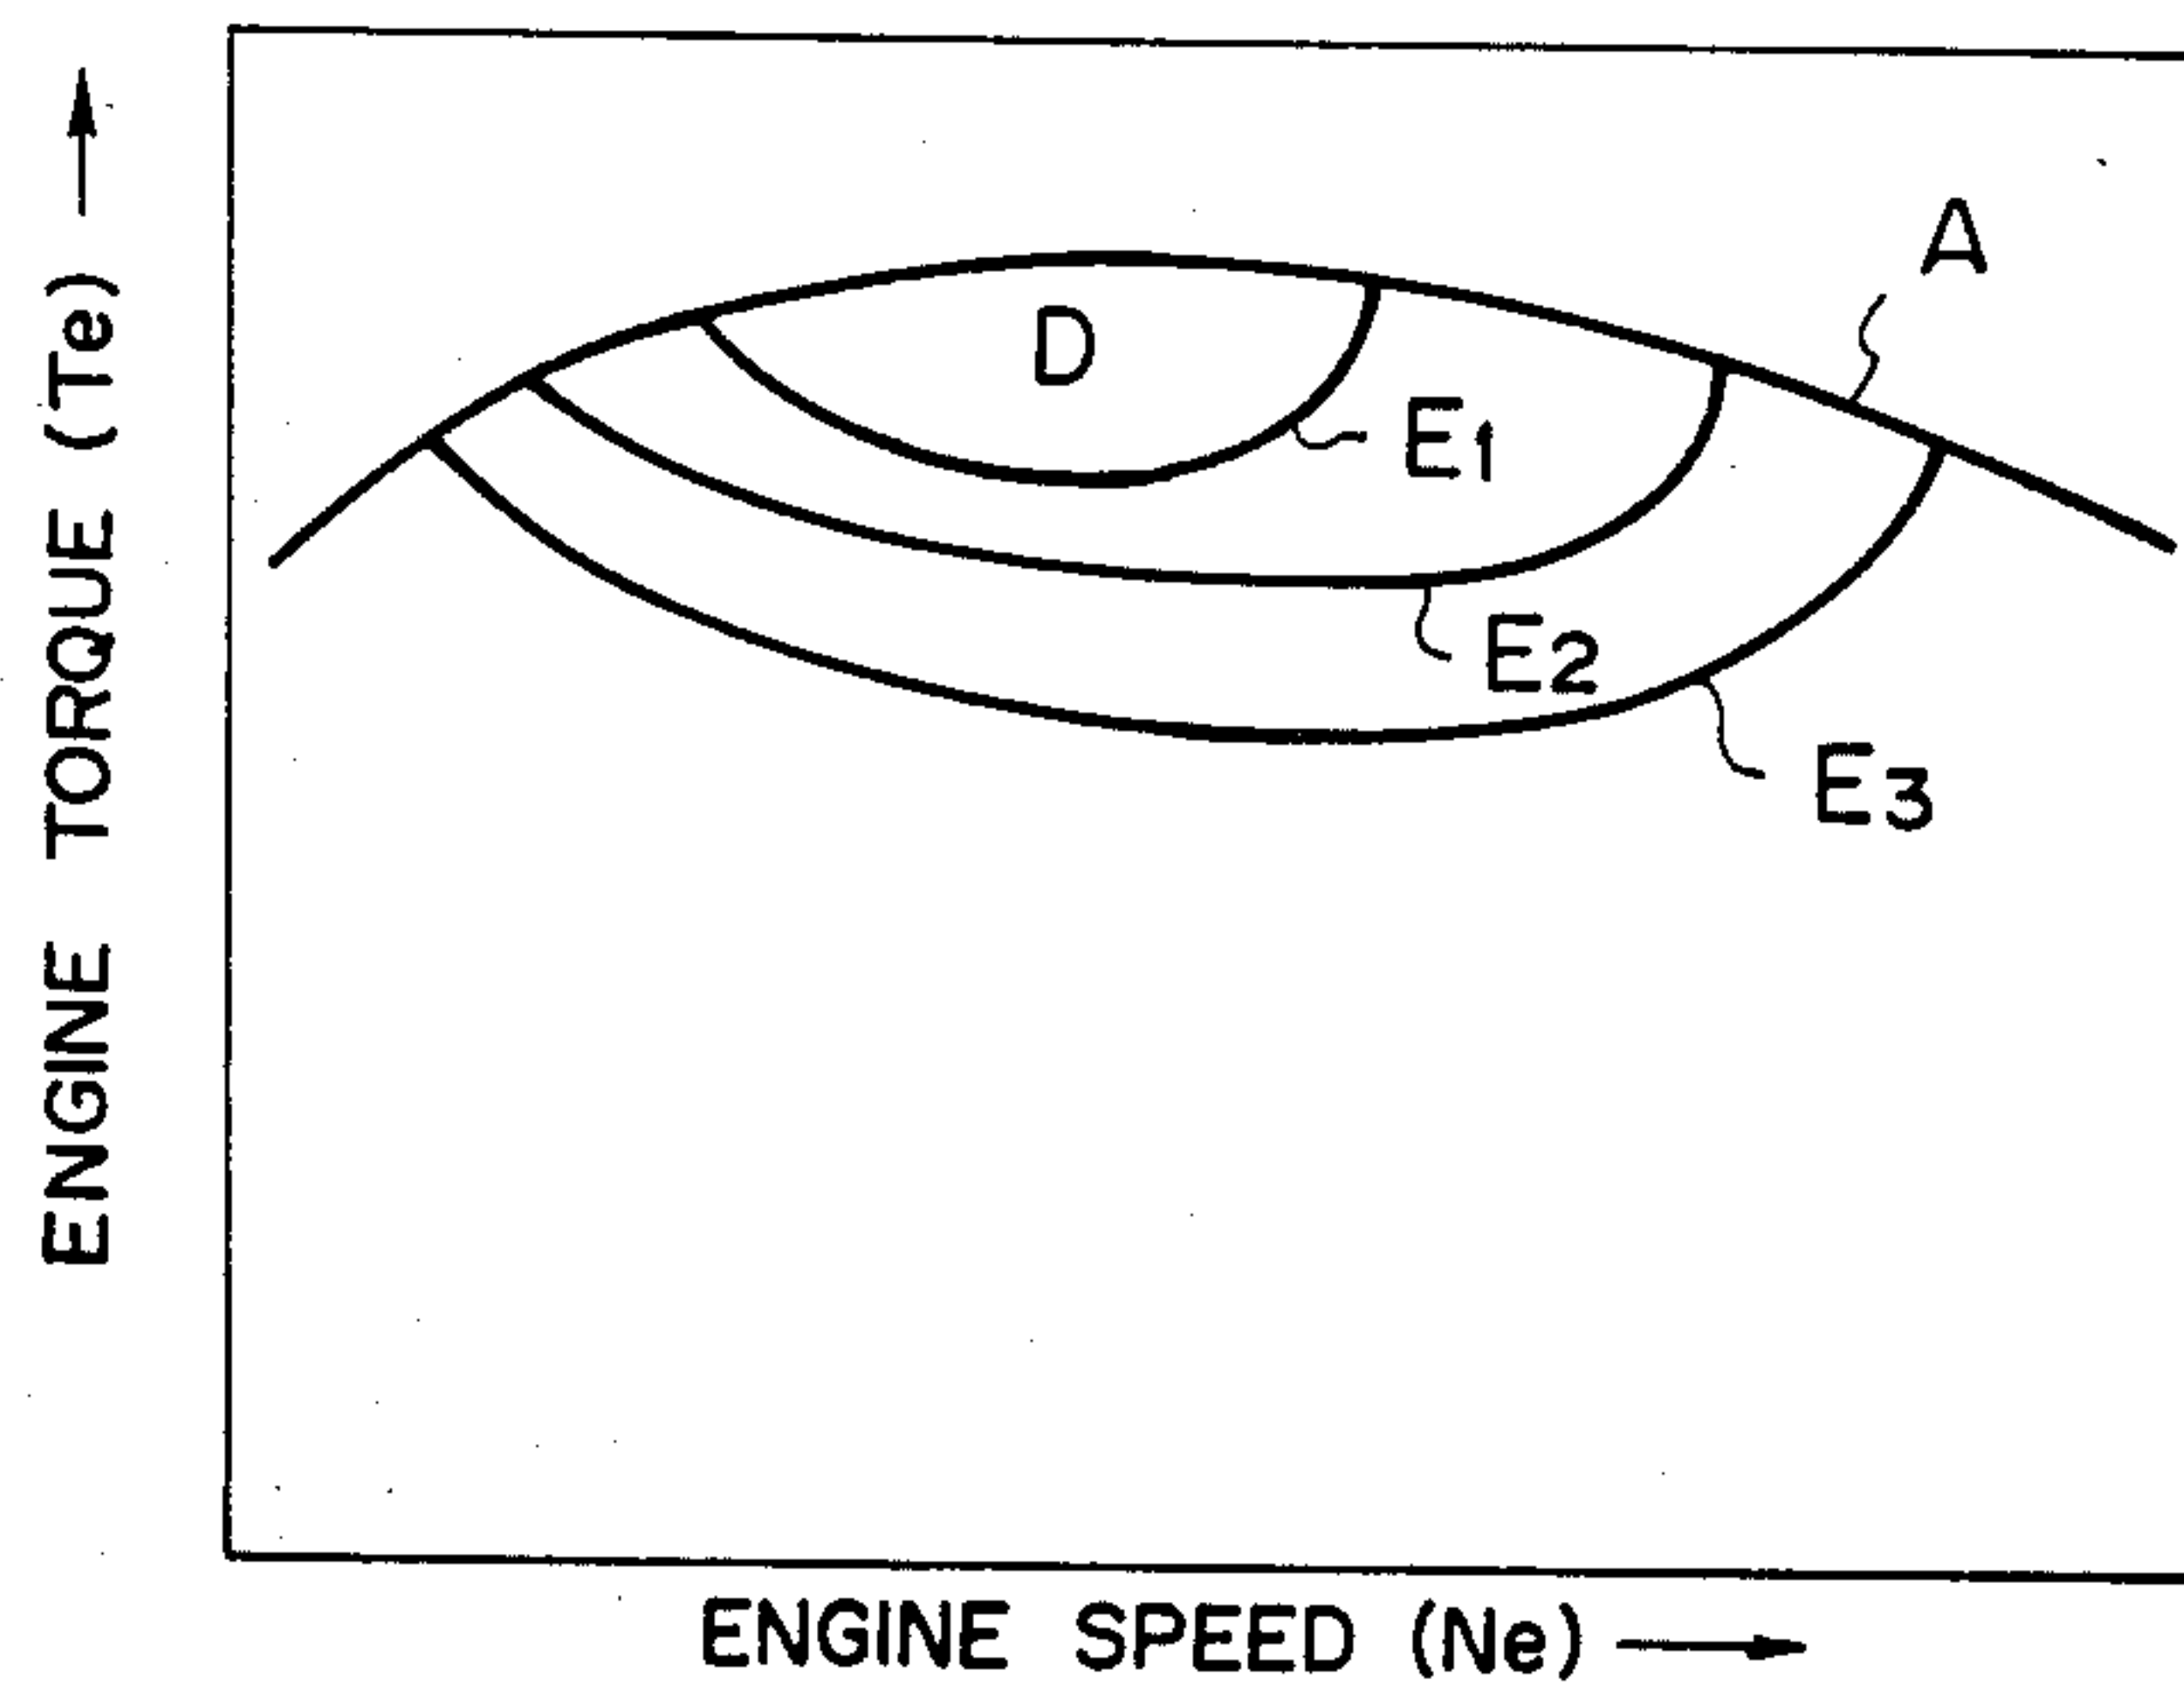 ENGINE TORQUE (Te)
A
D
E1
E2
E3
ENGINE SPEED (Ne)